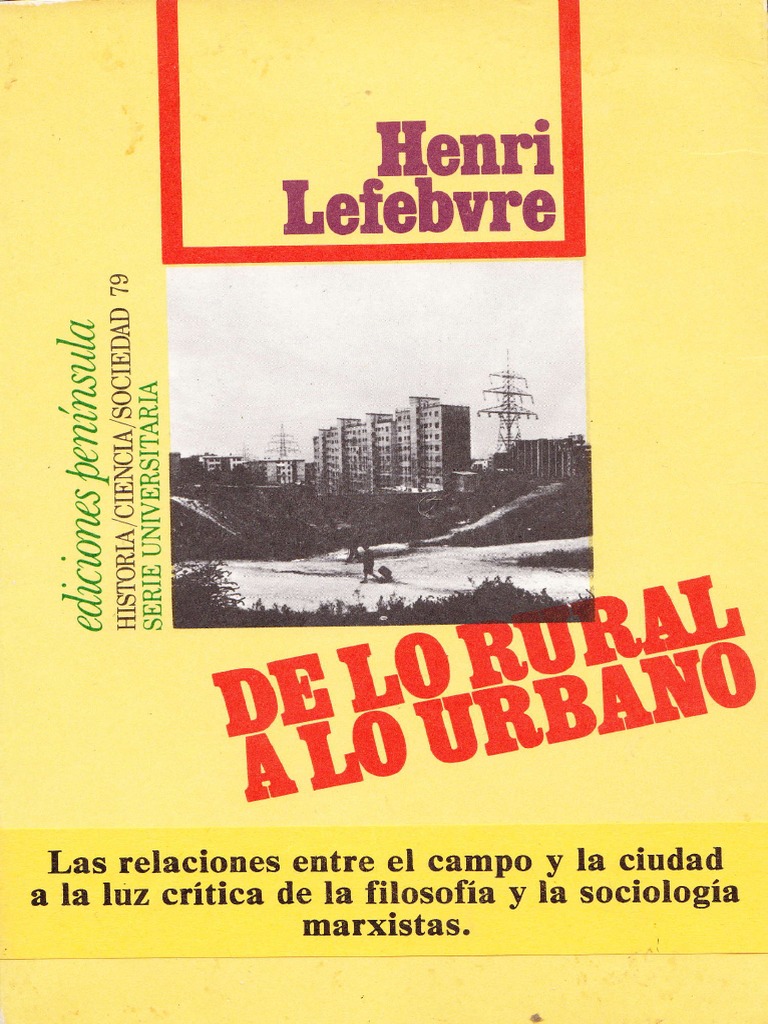 Henri
Lefebvre
ediciones península
HISTORIA/CIENCIA/SOCIEDAD 79
SERIE UNIVERSITARIA
DE LO RURAL
A LO URBANO
Las relaciones entre el campo y la ciudad
a la luz crítica de la filosofía y la sociología
marxistas.